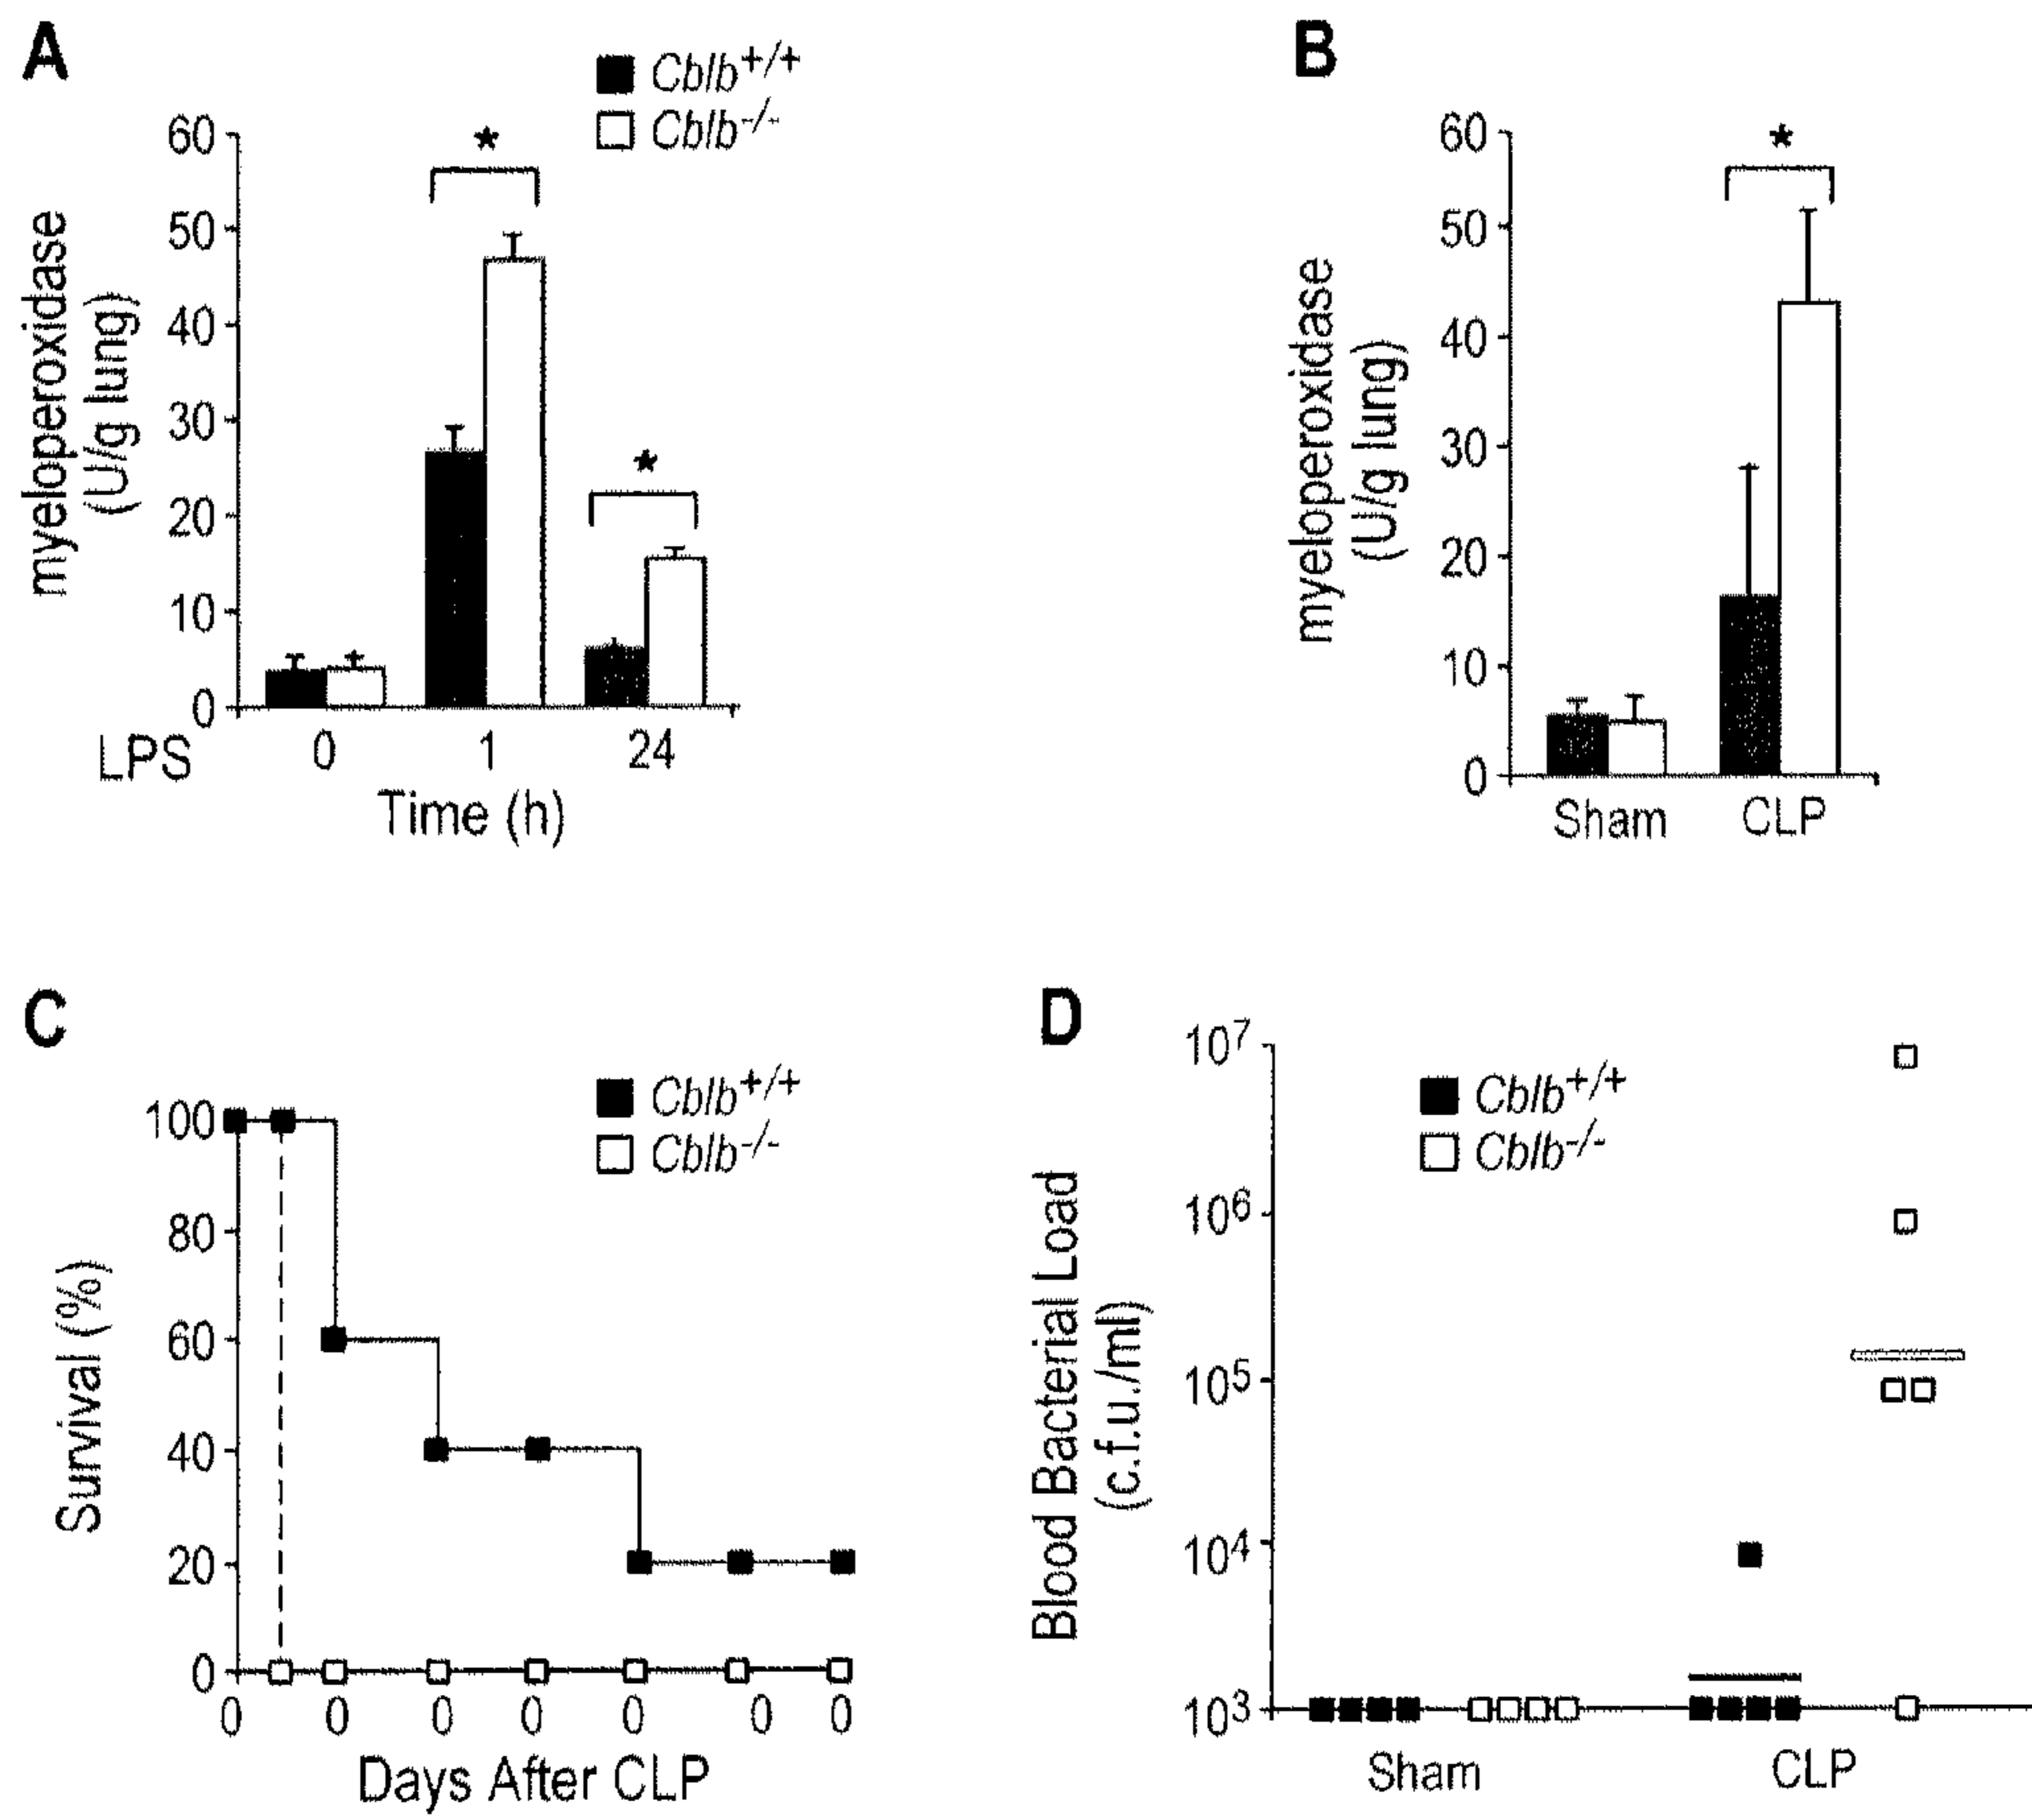 A
Cblb+/+
Cblb-/-
myeloperoxidase
(U/g lung)
60
50
40
30
20
10
0
*
*
LPS 0 1 24
Time (h)
B
myeloperoxidase
(U/g lung)
60
50
40
30
20
10
0
*
Sham CLP
C
Cblb+/+
Cblb-/-
Survival (%)
100
80
60
40
20
0
0 0 0 0 0 0 0
Days After CLP
D
Cblb+/+
Cblb-/-
Blood Bacterial Load
(c.f.u./ml)
10^7
10^6
10^5
10^4
10^3
Sham CLP